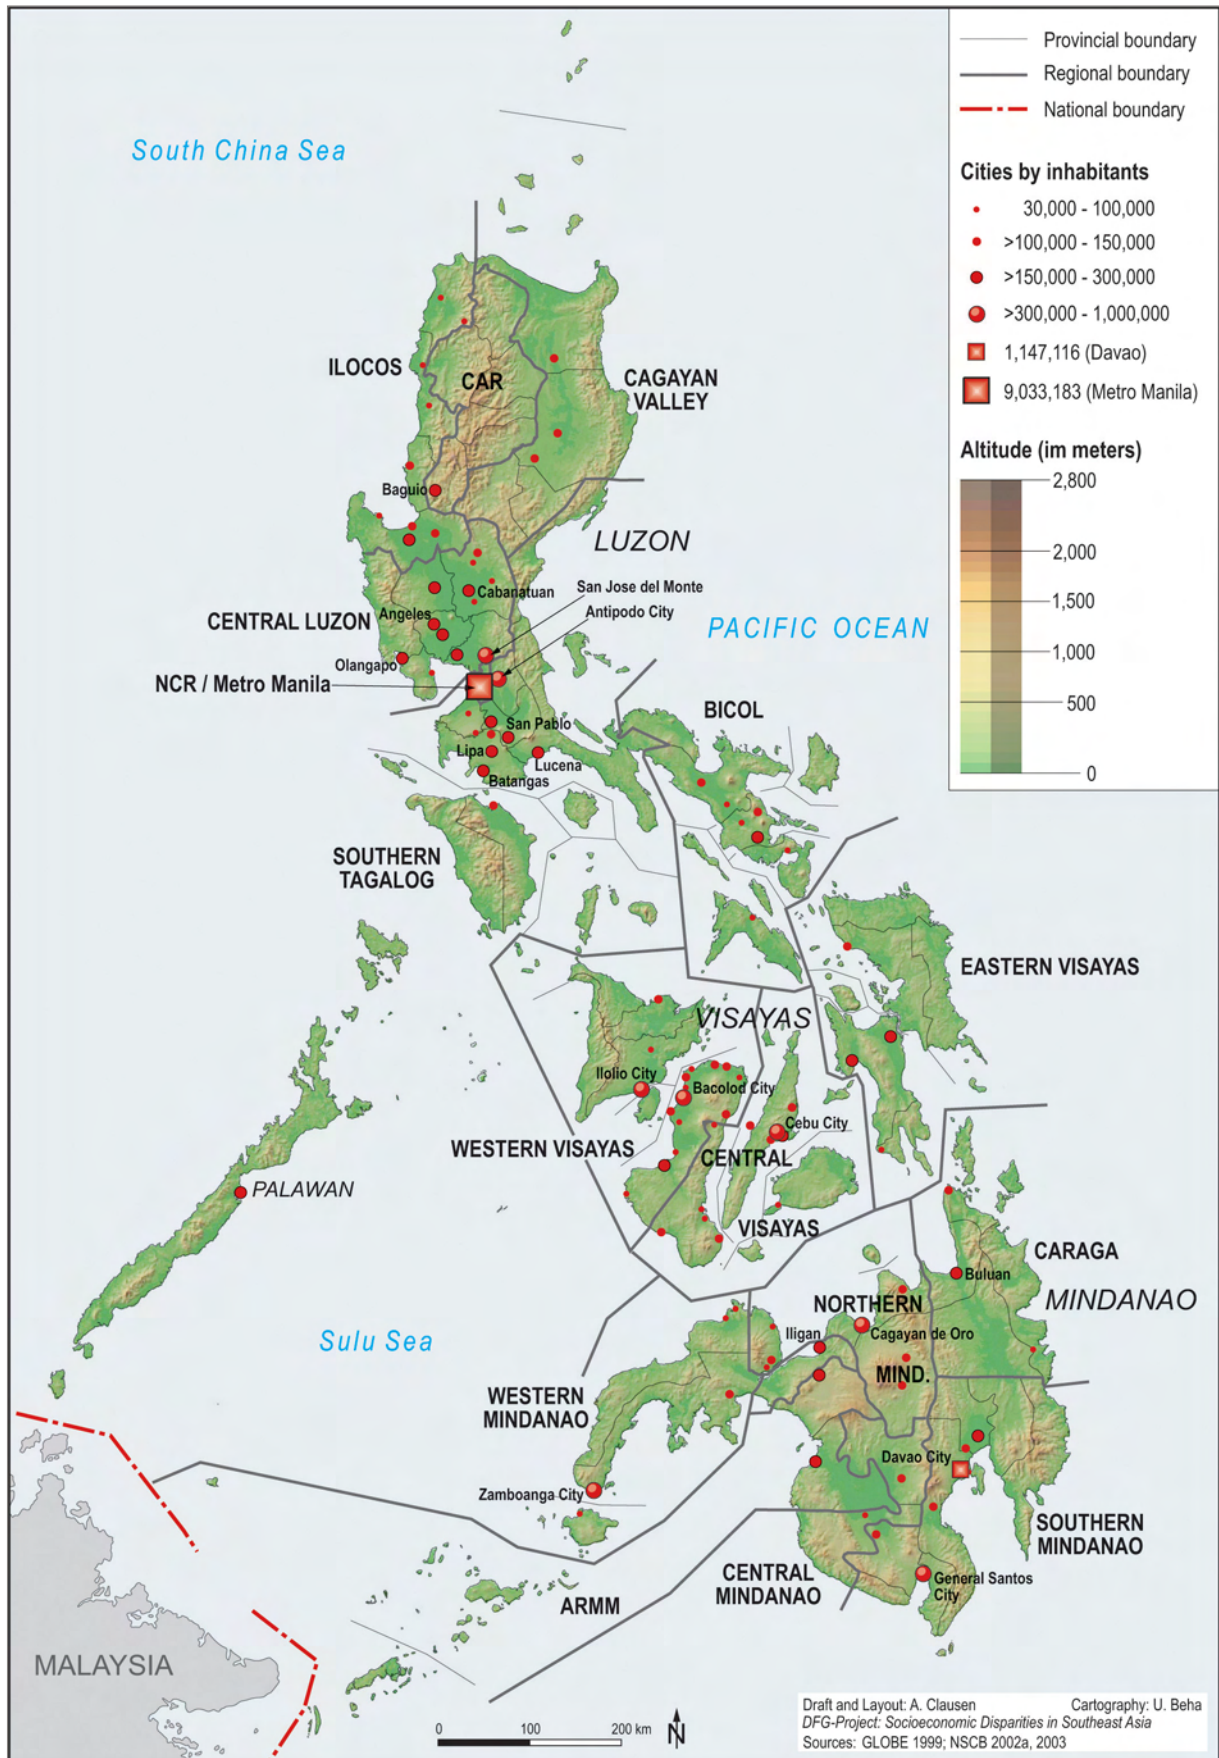 Provincial boundary
Regional boundary
National boundary
Cities by inhabitants
30,000 - 100,000
>100,000 - 150,000
>150,000 - 300,000
>300,000 - 1,000,000
1,147,116 (Davao)
9,033,183 (Metro Manila)
Altitude (im meters)
2,800
2,000
1,500
1,000
500
0
South China Sea
ILOCOS
CAR
CAGAYAN
VALLEY
Baguio
LUZON
San Jose del Monte
Cabanatuan
Antipodo City
Angeles
CENTRAL LUZON
PACIFIC OCEAN
Olangapo
NCR / Metro Manila
BICOL
San Pablo
Lipa
Lucena
Batangas
SOUTHERN
TAGALOG
EASTERN VISAYAS
VISAYAS
Ilolio City
Bacolod City
Cebu City
WESTERN VISAYAS
CENTRAL
VISAYAS
PALAWAN
CARAGA
Buluan
MINDANAO
NORTHERN
MIND.
Iligan
Cagayan de Oro
Sulu Sea
WESTERN
MINDANAO
Davao City
Zamboanga City
SOUTHERN
MINDANAO
CENTRAL
MINDANAO
General Santos
City
ARMM
MALAYSIA
0
100
200 km
N
Draft and Layout: A. Clausen Cartography: U. Beha
DFG-Project: Socioeconomic Disparities in Southeast Asia
Sources: GLOBE 1999; NSCB 2002a, 2003